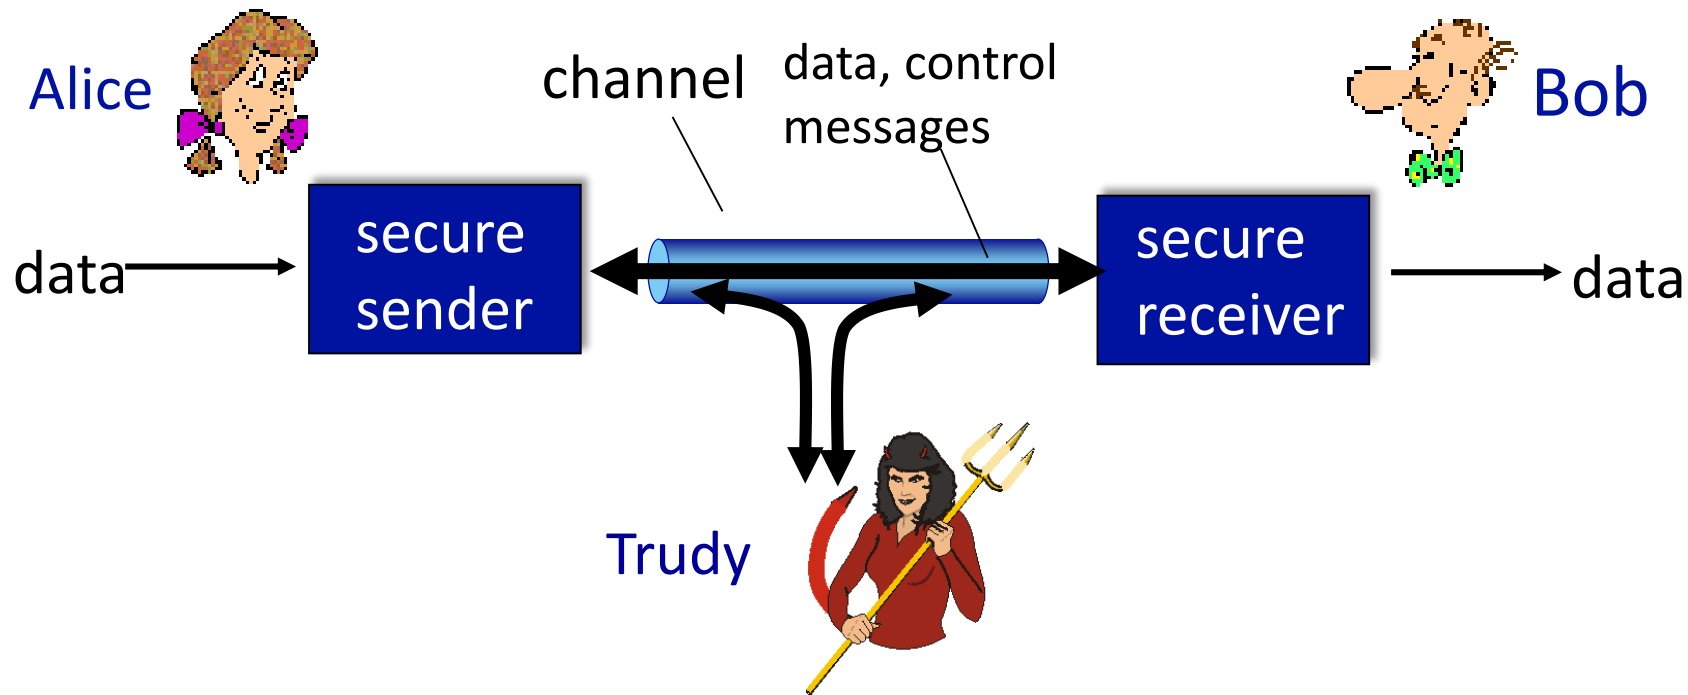 Alice
channel
data, control
messages
Bob
data
secure
sender
secure
receiver
data
Trudy